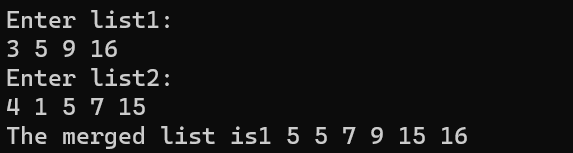 Enter list1:
3 5 9 16
Enter list2:
4 1 5 7 15
The merged list is1 5 5 7 9 15 16